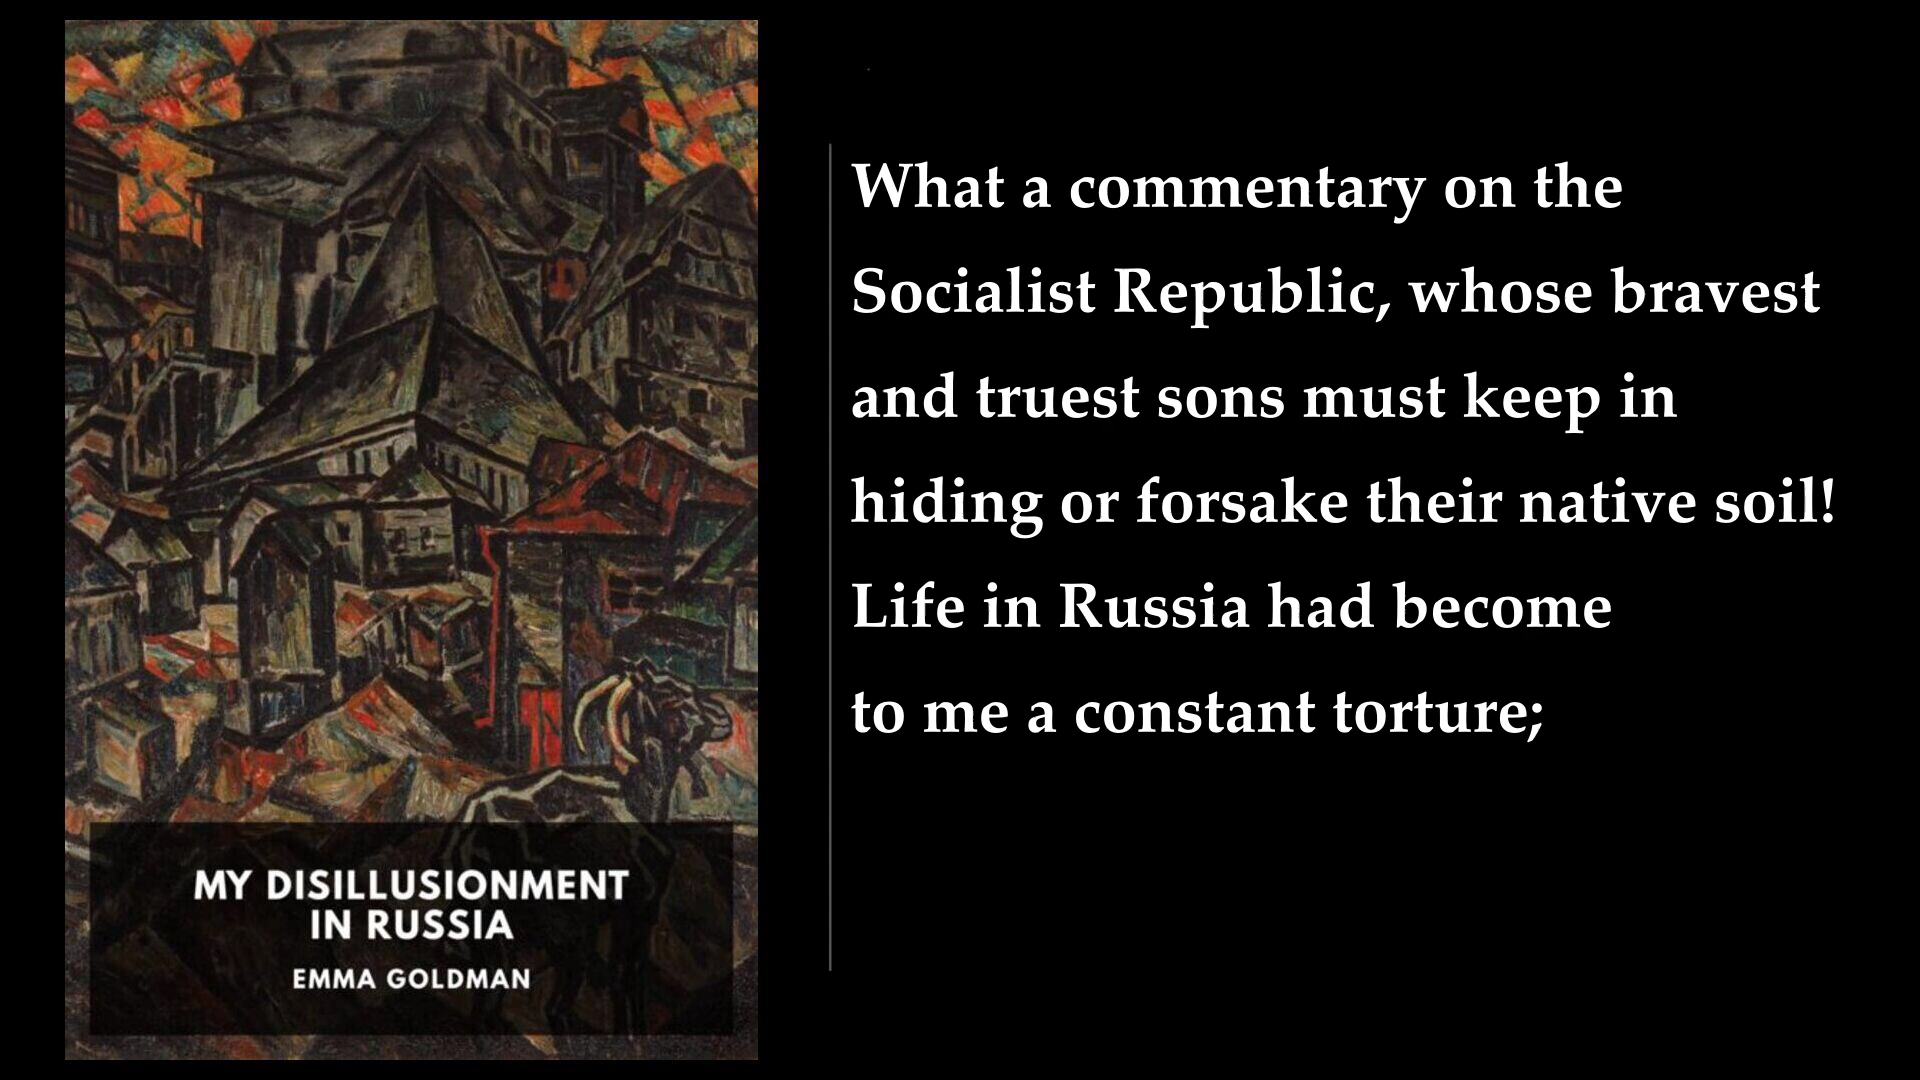 MY DISILLUSIONMENT
IN RUSSIA
EMMA GOLDMAN
What a commentary on the
Socialist Republic, whose bravest
and truest sons must keep in
hiding or forsake their native soil!
Life in Russia had become
to me a constant torture;